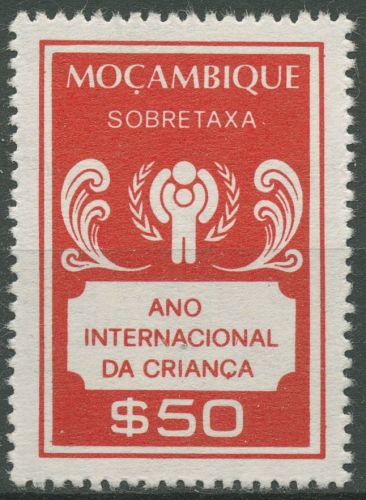 MOÇAMBIQUE
SOBRETAXA
ANO
INTERNACIONAL
DA CRIANÇA
$50